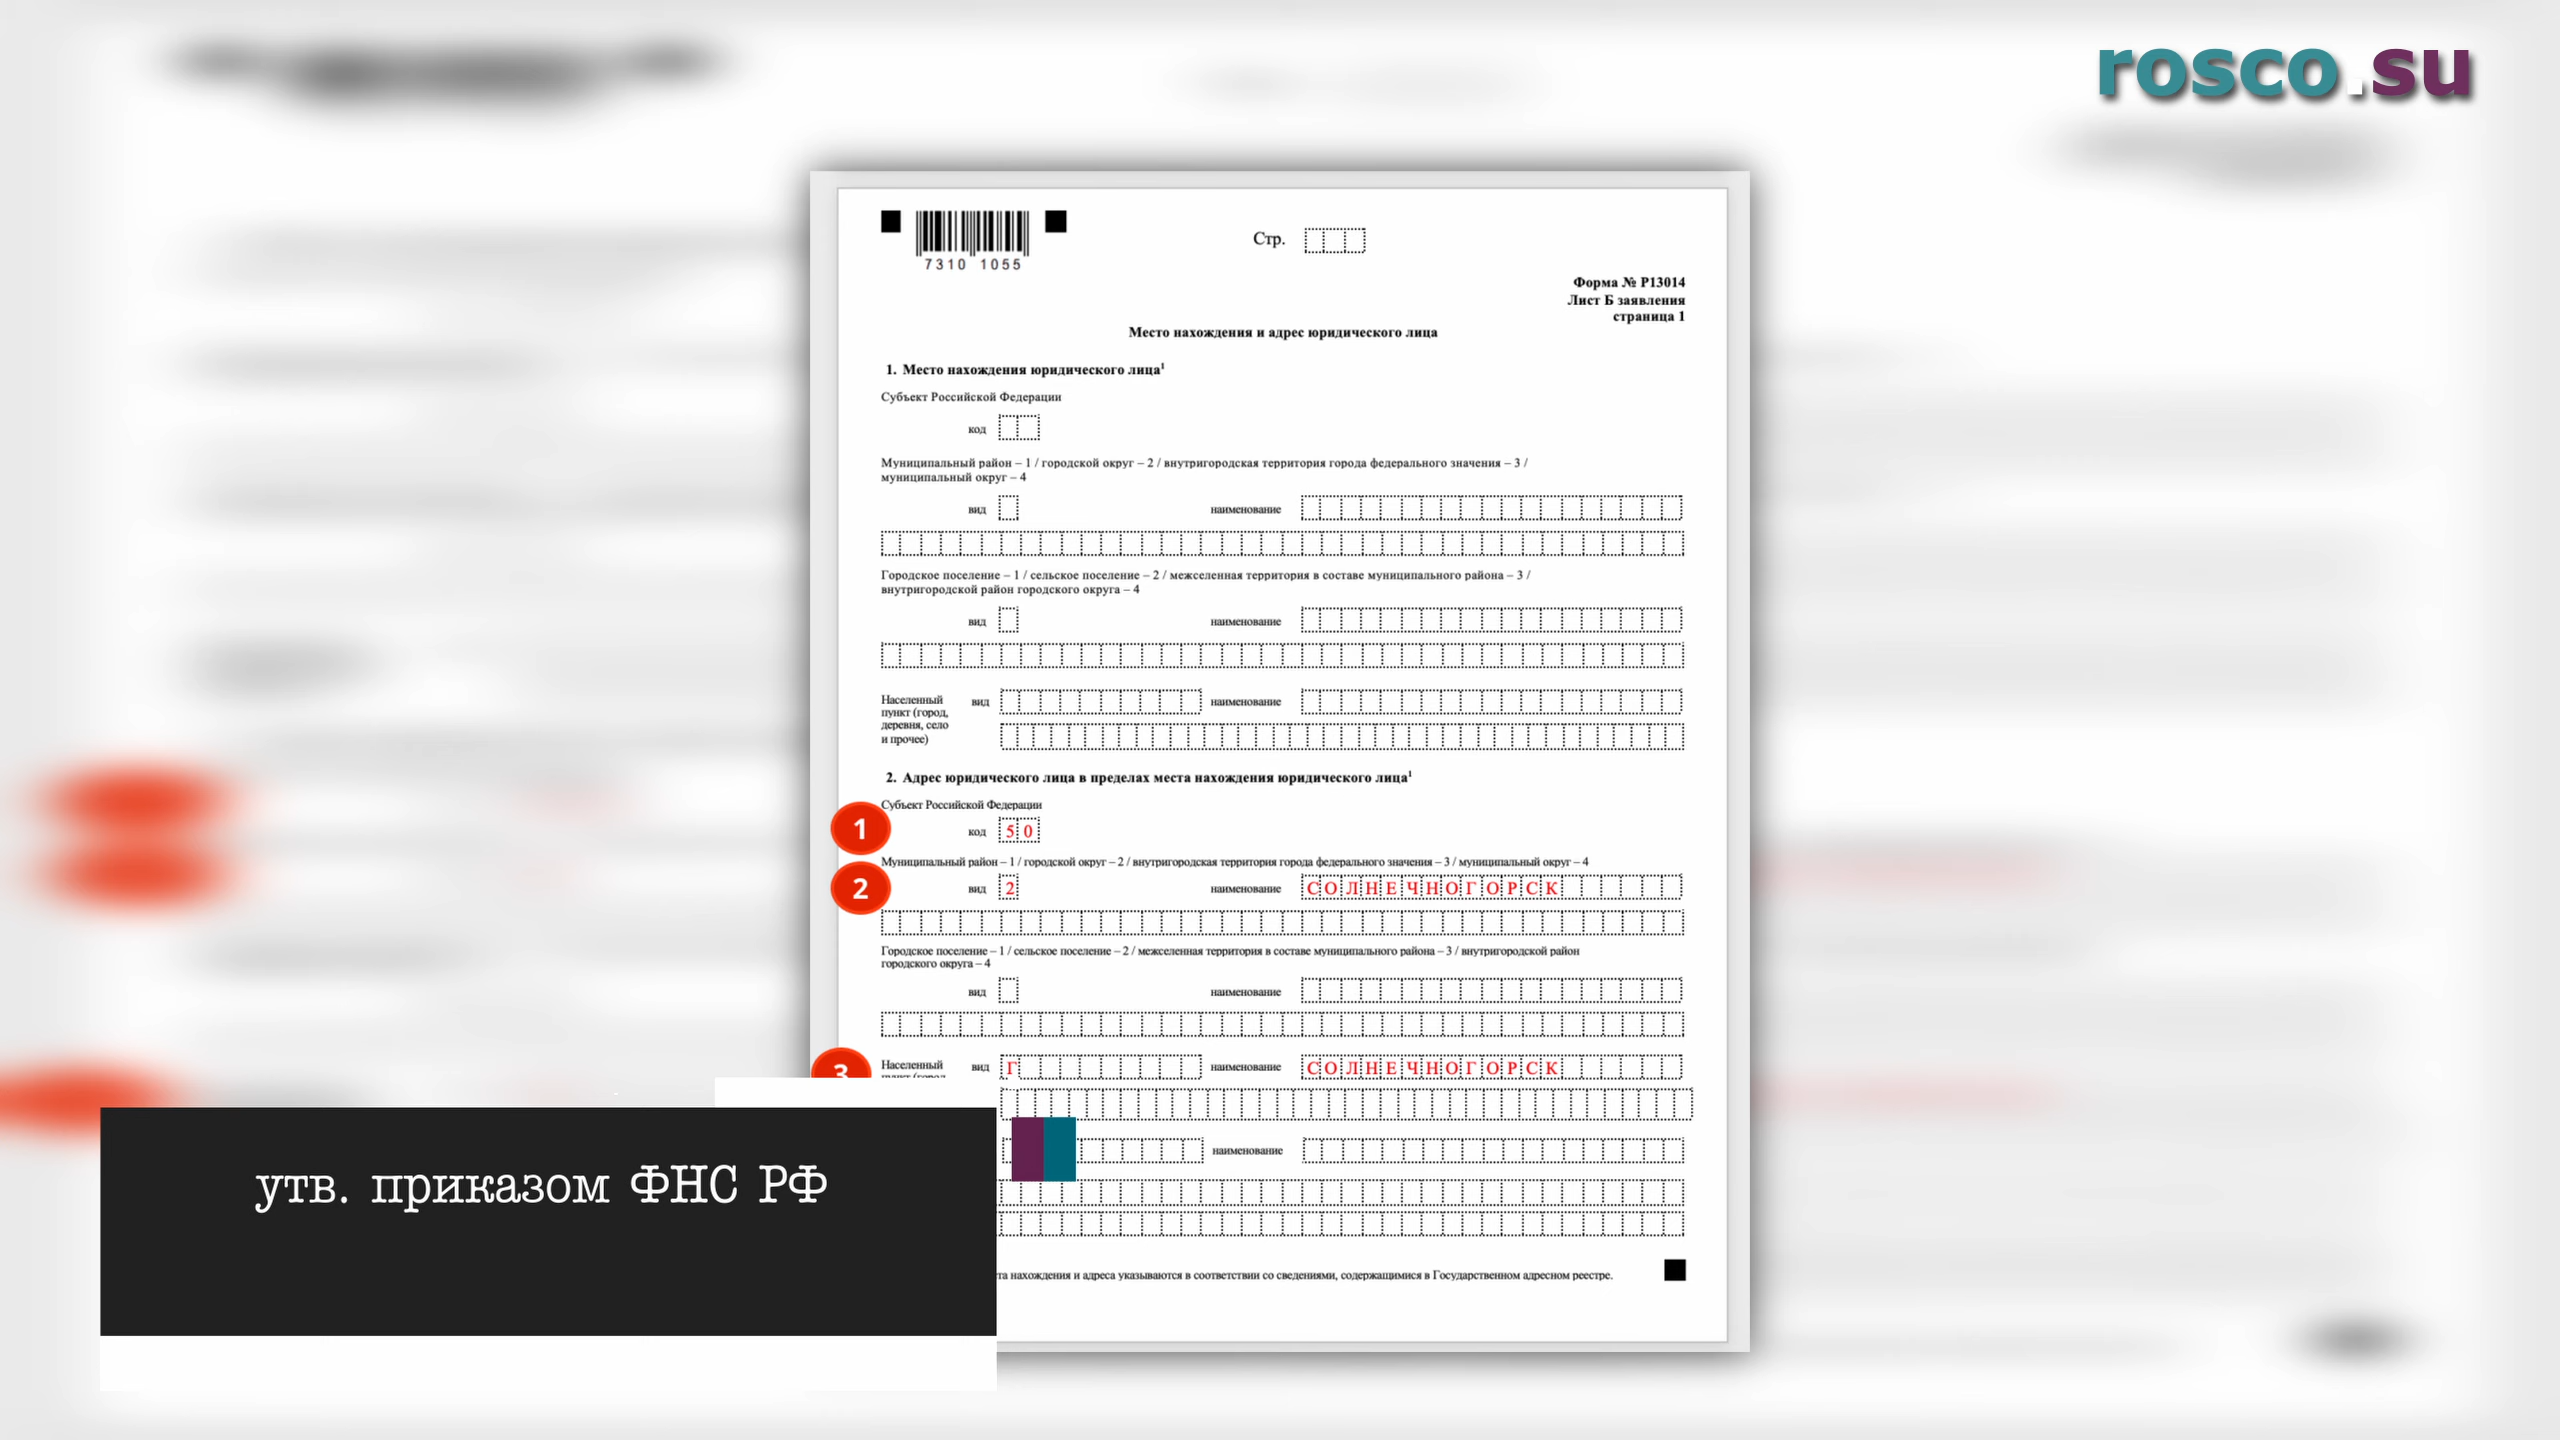 rosco.su
7310 1055
Стр.
Форма № Р13014
Лист Б заявления
страница 1
Место нахождения и адрес юридического лица
1. Место нахождения юридического лица¹
Субъект Российской Федерации
код
Муниципальный район – 1 / городской округ – 2 / внутригородская территория города федерального значения – 3 /
муниципальный округ – 4
вид наименование
Городское поселение – 1 / сельское поселение – 2 / межселенная территория в составе муниципального района – 3 /
внутригородской район городского округа – 4
вид наименование
Населенный
пункт (город,
деревня, село
и прочее)
вид наименование
2. Адрес юридического лица в пределах места нахождения юридического лица¹
Субъект Российской Федерации
1 код 50
Муниципальный район – 1 / городской округ – 2 / внутригородская территория города федерального значения – 3 / муниципальный округ – 4
2 вид 2 наименование СОЛНЕЧНОГОРСК
Городское поселение – 1 / сельское поселение – 2 / межселенная территория в составе муниципального района – 3 / внутригородской район
городского округа – 4
вид наименование
3 Населенный вид Г наименование СОЛНЕЧНОГОРСК
наименование
нахождения и адреса указываются в соответствии со сведениями, содержащимися в Государственном адресном реестре.
утв. приказом ФНС РФ